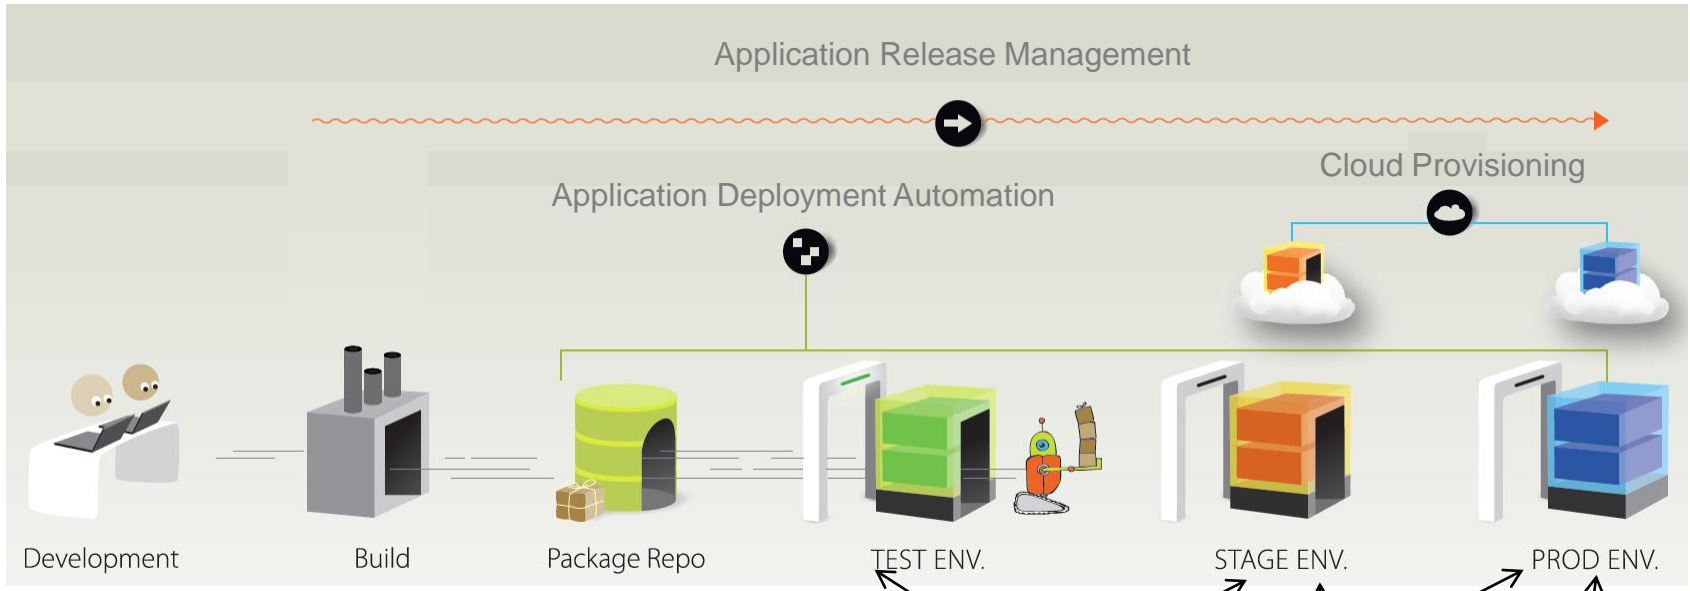 Application Release Management
Cloud Provisioning
Application Deployment Automation
Development
Build
Package Repo
TEST ENV.
STAGE ENV.
PROD ENV.